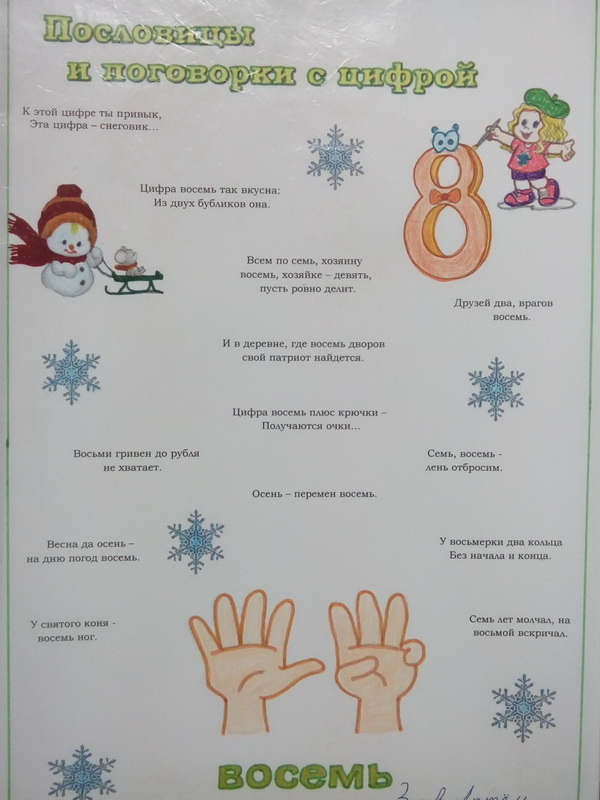 Пословицы
и поговорки с цифрой
К этой цифре ты привык,
Эта цифра – снеговик...
8
Цифра восемь так вкусна:
Из двух бубликов она.
Всем по семь, хозяину
восемь, хозяйке – девять,
пусть ровно делит.
Друзей два, врагов
восемь.
И в деревне, где восемь дворов
свой патриот найдется.
Цифра восемь плюс крючки –
Получаются очки...
Восьми гривен до рубля
не хватает.
Семь, восемь -
лень отбросим.
Осень – перемен восемь.
Весна да осень –
на дню погод восемь.
У восьмерки два кольца
Без начала и конца.
У святого коня -
восемь ног.
Семь лет молчал, на
восьмой вскричал.
восемь